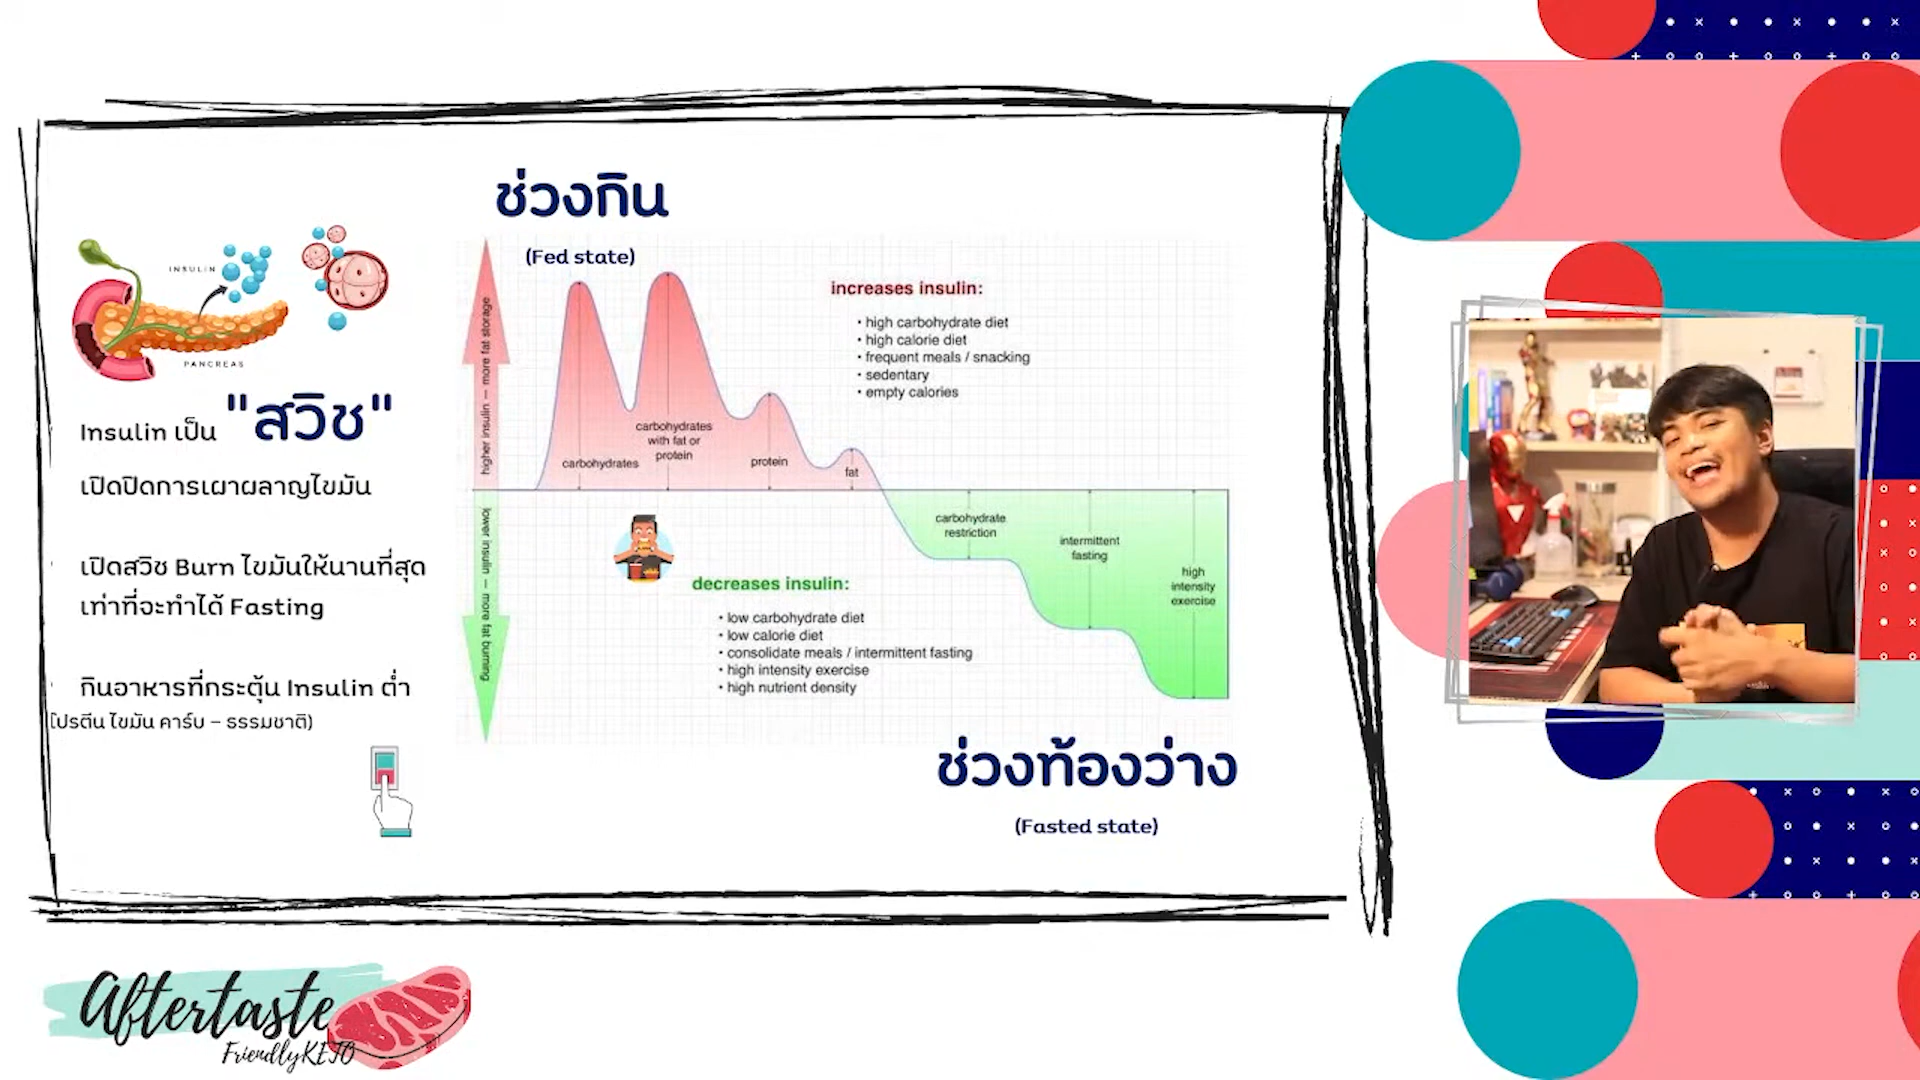 ช่วงกิน
(Fed state)
INSULIN
PANCREAS
Insulin เป็น "สวิช"
เปิดปิดการเผาผลาญไขมัน
เปิดสวิช Burn ไขมันให้นานที่สุด
เท่าที่จะทำได้ Fasting
กินอาหารที่กระตุ้น Insulin ต่ำ
(โปรตีน ไขมัน คาร์บ – ธรรมชาติ)
higher insulin — more fat storage
lower insulin — more fat burning
carbohydrates
carbohydrates
with fat or
protein
protein
fat
increases insulin:
• high carbohydrate diet
• high calorie diet
• frequent meals / snacking
• sedentary
• empty calories
carbohydrate
restriction
intermittent
fasting
high
intensity
exercise
decreases insulin:
• low carbohydrate diet
• low calorie diet
• consolidate meals / intermittent fasting
• high intensity exercise
• high nutrient density
ช่วงท้องว่าง
(Fasted state)
Aftertaste
FriendlyKETO